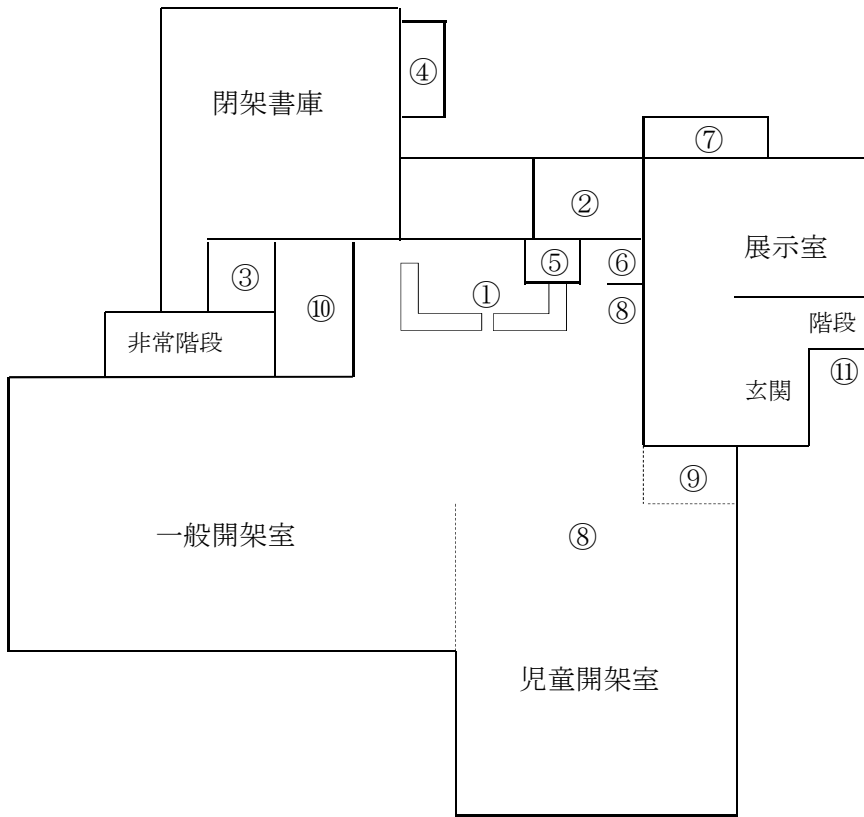 ④
閉架書庫
⑦
②
展示室
⑤
⑥
③
①
⑩
⑧
階段
非常階段
⑪
玄関
⑨
一般開架室
⑧
児童開架室